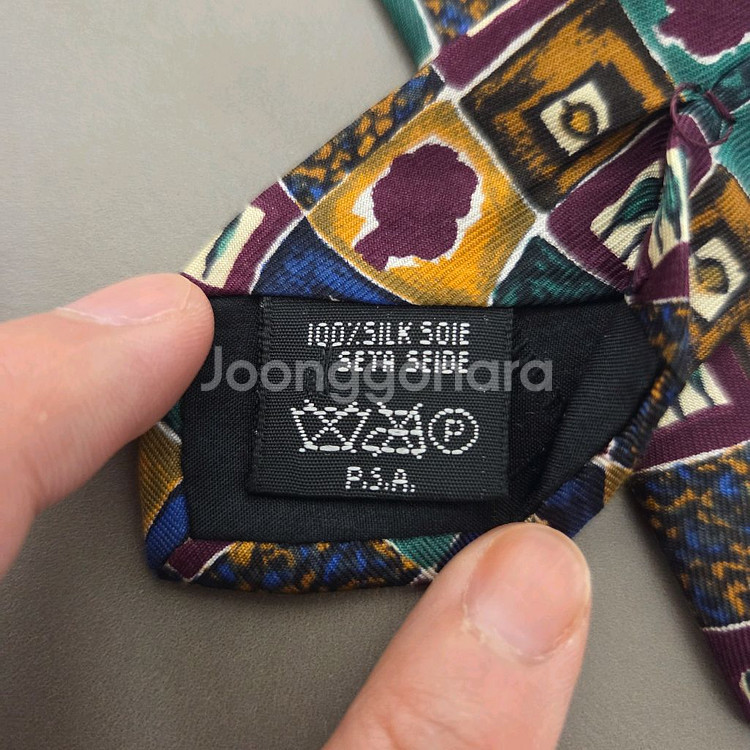 100% SILK SOIE
SETA SEIDE
Joonggonara
P
P.S.A.